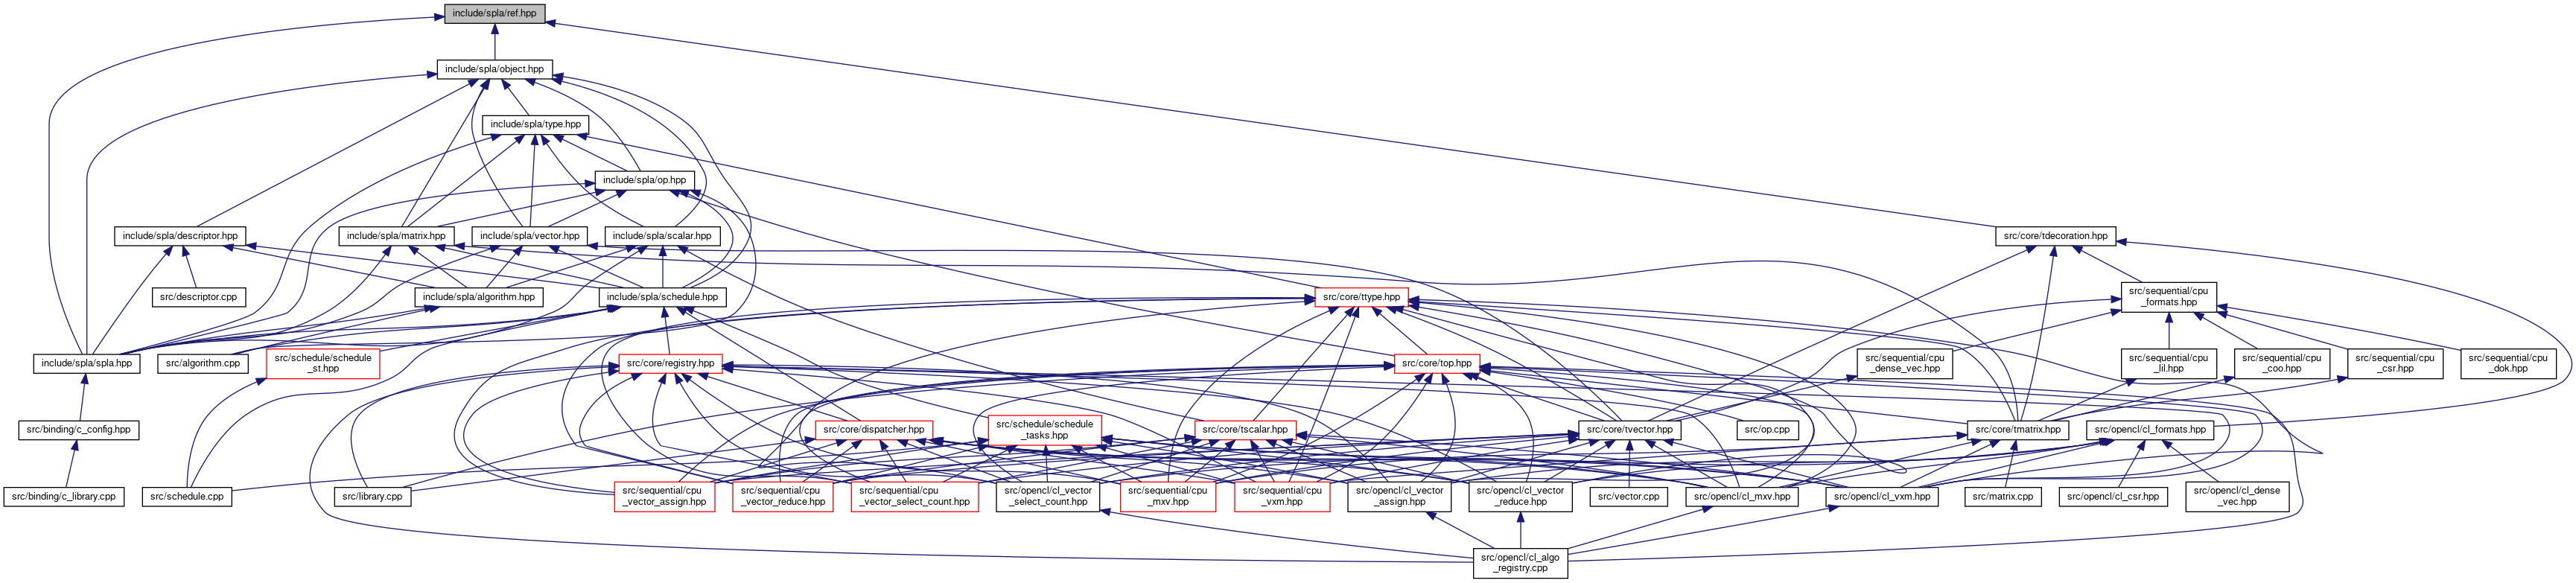 include/spla/ref.hpp
include/spla/object.hpp
include/spla/type.hpp
include/spla/op.hpp
include/spla/descriptor.hpp
include/spla/matrix.hpp
include/spla/vector.hpp
include/spla/scalar.hpp
src/core/tdecoration.hpp
src/descriptor.cpp
include/spla/algorithm.hpp
include/spla/schedule.hpp
src/core/ttype.hpp
src/sequential/cpu
_formats.hpp
include/spla/spla.hpp
src/algorithm.cpp
src/schedule/schedule
_st.hpp
src/core/registry.hpp
src/core/top.hpp
src/sequential/cpu
_dense_vec.hpp
src/sequential/cpu
_lil.hpp
src/sequential/cpu
_coo.hpp
src/sequential/cpu
_csr.hpp
src/sequential/cpu
_dok.hpp
src/binding/c_config.hpp
src/core/dispatcher.hpp
src/schedule/schedule
_tasks.hpp
src/core/tscalar.hpp
src/core/tvector.hpp
src/op.cpp
src/core/tmatrix.hpp
src/opencl/cl_formats.hpp
src/binding/c_library.cpp
src/schedule.cpp
src/library.cpp
src/sequential/cpu
_vector_assign.hpp
src/sequential/cpu
_vector_reduce.hpp
src/sequential/cpu
_vector_select_count.hpp
src/opencl/cl_vector
_select_count.hpp
src/sequential/cpu
_mxv.hpp
src/sequential/cpu
_vxm.hpp
src/opencl/cl_vector
_assign.hpp
src/opencl/cl_vector
_reduce.hpp
src/vector.cpp
src/opencl/cl_mxv.hpp
src/opencl/cl_vxm.hpp
src/matrix.cpp
src/opencl/cl_csr.hpp
src/opencl/cl_dense
_vec.hpp
src/opencl/cl_algo
_registry.cpp